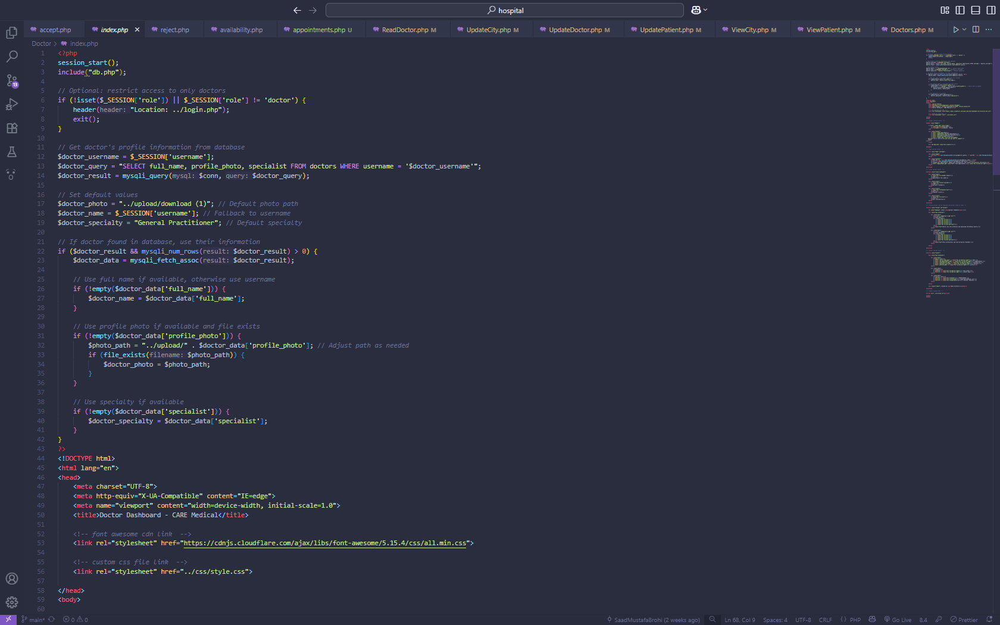 hospital
accept.php
index.php
reject.php
availability.php
appointments.php U
ReadDoctor.php M
UpdateCity.php M
UpdateDoctor.php M
UpdatePatient.php M
ViewCity.php M
ViewPatient.php M
Doctors.php M
Doctor > index.php
1 <?php
2 session_start();
3 include("db.php");
4
5 // Optional: restrict access to only doctors
6 if (!isset($_SESSION['role']) || $_SESSION['role'] != 'doctor') {
7 header(header: "Location: ../login.php");
8 exit();
9 }
10
11 // Get doctor's profile information from database
12 $doctor_username = $_SESSION['username'];
13 $doctor_query = "SELECT full_name, profile_photo, specialist FROM doctors WHERE username = '$doctor_username'";
14 $doctor_result = mysqli_query(mysql: $conn, query: $doctor_query);
15
16 // Set default values
17 $doctor_photo = "../upload/download (1)"; // Default photo path
18 $doctor_name = $_SESSION['username']; // Fallback to username
19 $doctor_specialty = "General Practitioner"; // Default specialty
20
21 // If doctor found in database, use their information
22 if ($doctor_result && mysqli_num_rows(result: $doctor_result) > 0) {
23 $doctor_data = mysqli_fetch_assoc(result: $doctor_result);
24
25 // Use full name if available, otherwise use username
26 if (!empty($doctor_data['full_name'])) {
27 $doctor_name = $doctor_data['full_name'];
28 }
29
30 // Use profile photo if available and file exists
31 if (!empty($doctor_data['profile_photo'])) {
32 $photo_path = "../upload/" . $doctor_data['profile_photo']; // Adjust path as needed
33 if (file_exists(filename: $photo_path)) {
34 $doctor_photo = $photo_path;
35 }
36 }
37
38 // Use specialty if available
39 if (!empty($doctor_data['specialist'])) {
40 $doctor_specialty = $doctor_data['specialist'];
41 }
42 }
43 ?>
44 <!DOCTYPE html>
45 <html lang="en">
46 <head>
47 <meta charset="UTF-8">
48 <meta http-equiv="X-UA-Compatible" content="IE=edge">
49 <meta name="viewport" content="width=device-width, initial-scale=1.0">
50 <title>Doctor Dashboard - CARE Medical</title>
51
52 <!-- font awesome cdn link -->
53 <link rel="stylesheet" href="https://cdnjs.cloudflare.com/ajax/libs/font-awesome/5.15.4/css/all.min.css">
54
55 <!-- custom css file link -->
56 <link rel="stylesheet" href="../css/style.css">
57
58 </head>
59 <body>
60
13
main* 0 0 SaadMustafaBrohi (2 weeks ago) Ln 68, Col 9 Spaces: 4 UTF-8 CRLF {} PHP Go Live 8.4 Prettier